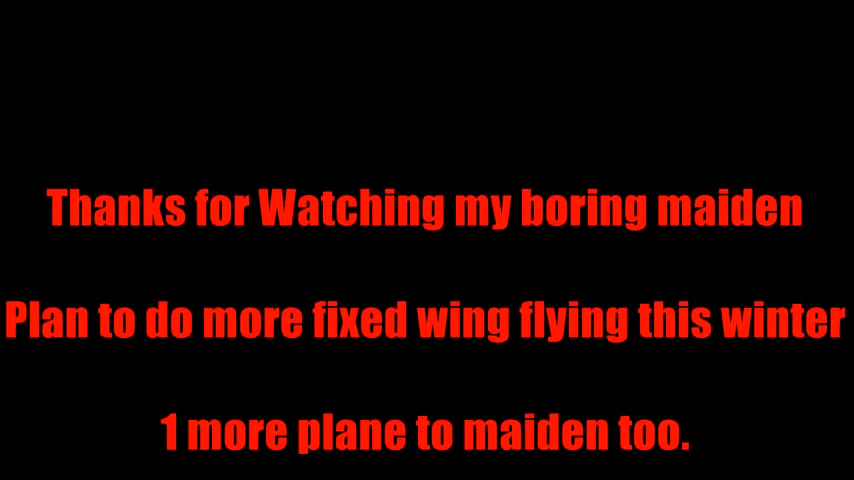 Thanks for Watching my boring maiden
Plan to do more fixed wing flying this winter
1 more plane to maiden too.